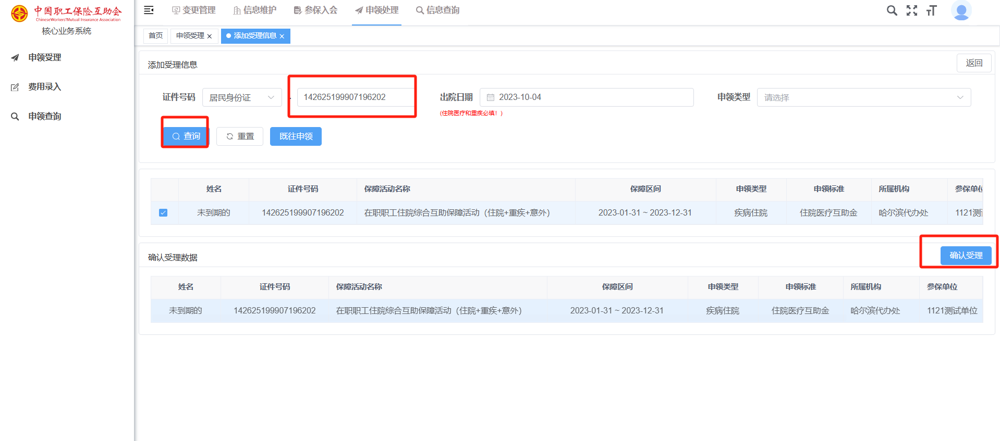 中国职工保险互助会
ChineseWorkers'Mutual Insurance Association
核心业务系统
申领受理
费用录入
申领查询
变更管理
信息维护
参保入会
申领处理
信息查询
首页
申领受理 ×
添加受理信息 ×
添加受理信息
返回
证件号码 居民身份证 - 142625199907196202 出院日期 2023-10-04 申领类型 请选择
(住院医疗和重疾必填！)
查询 重置 既往申领
姓名 证件号码 保障活动名称 保障区间 申领类型 申领标准 所属机构 参保单位
未到期的 142625199907196202 在职职工住院综合互助保障活动（住院+重疾+意外） 2023-01-31 ~ 2023-12-31 疾病住院 住院医疗互助金 哈尔滨代办处 1121测
确认受理数据
确认受理
姓名 证件号码 保障活动名称 保障区间 申领类型 申领标准 所属机构 参保单位
未到期的 142625199907196202 在职职工住院综合互助保障活动（住院+重疾+意外） 2023-01-31 ~ 2023-12-31 疾病住院 住院医疗互助金 哈尔滨代办处 1121测试单位